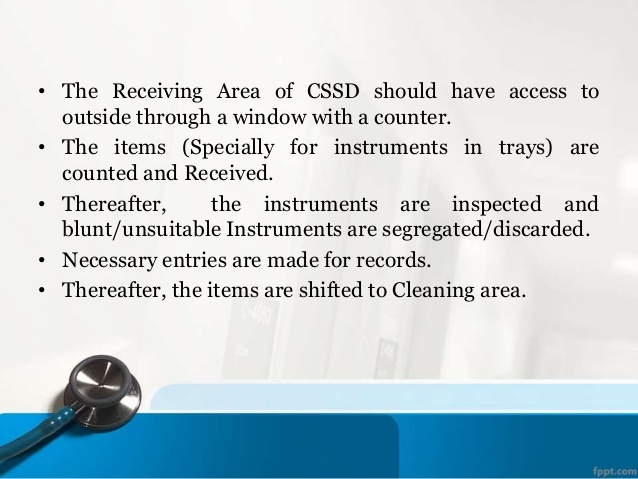 • The Receiving Area of CSSD should have access to
outside through a window with a counter.
• The items (Specially for instruments in trays) are
counted and Received.
• Thereafter, the instruments are inspected and
blunt/unsuitable Instruments are segregated/discarded.
• Necessary entries are made for records.
• Thereafter, the items are shifted to Cleaning area.
fppt.com